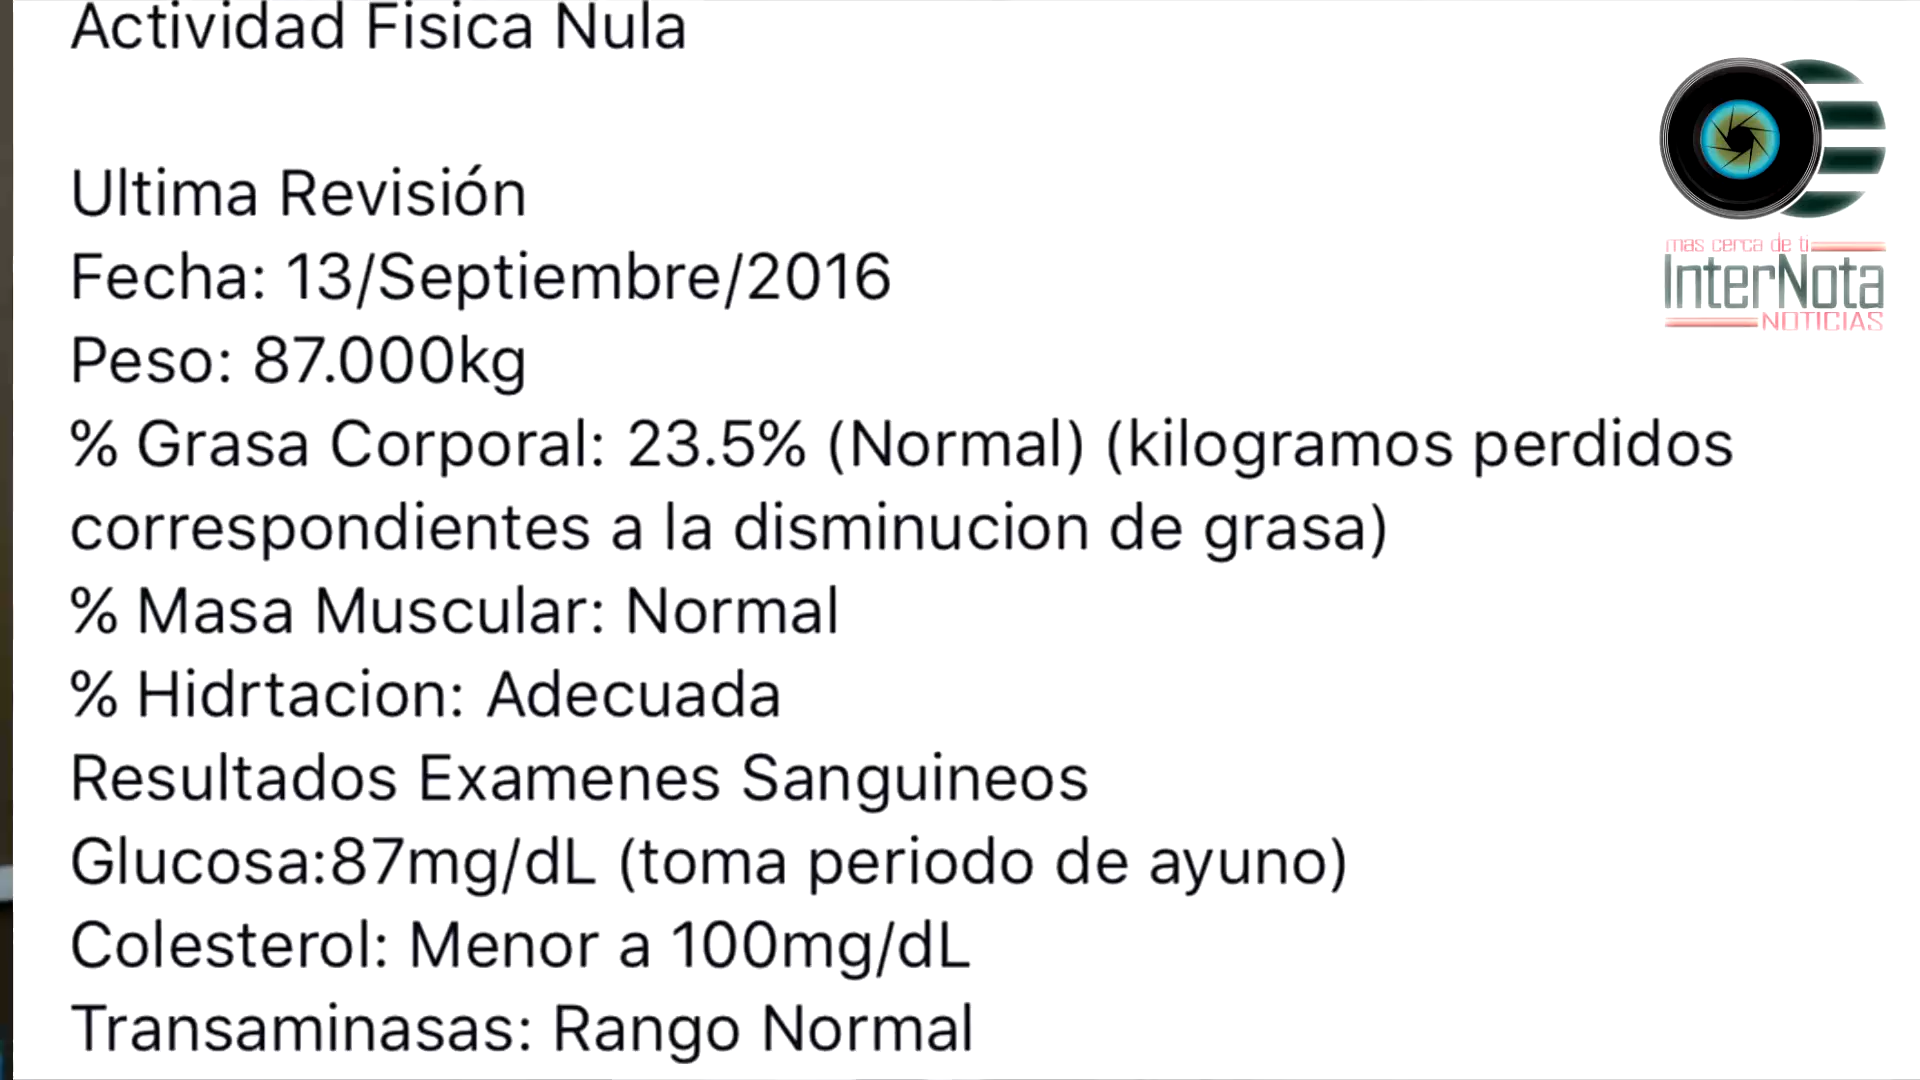 Actividad Fisica Nula
Ultima Revisión
Fecha: 13/Septiembre/2016
Peso: 87.000kg
% Grasa Corporal: 23.5% (Normal) (kilogramos perdidos
correspondientes a la disminucion de grasa)
% Masa Muscular: Normal
% Hidrtacion: Adecuada
Resultados Examenes Sanguineos
Glucosa:87mg/dL (toma periodo de ayuno)
Colesterol: Menor a 100mg/dL
Transaminasas: Rango Normal
mas cerca de ti
InterNota
NOTICIAS